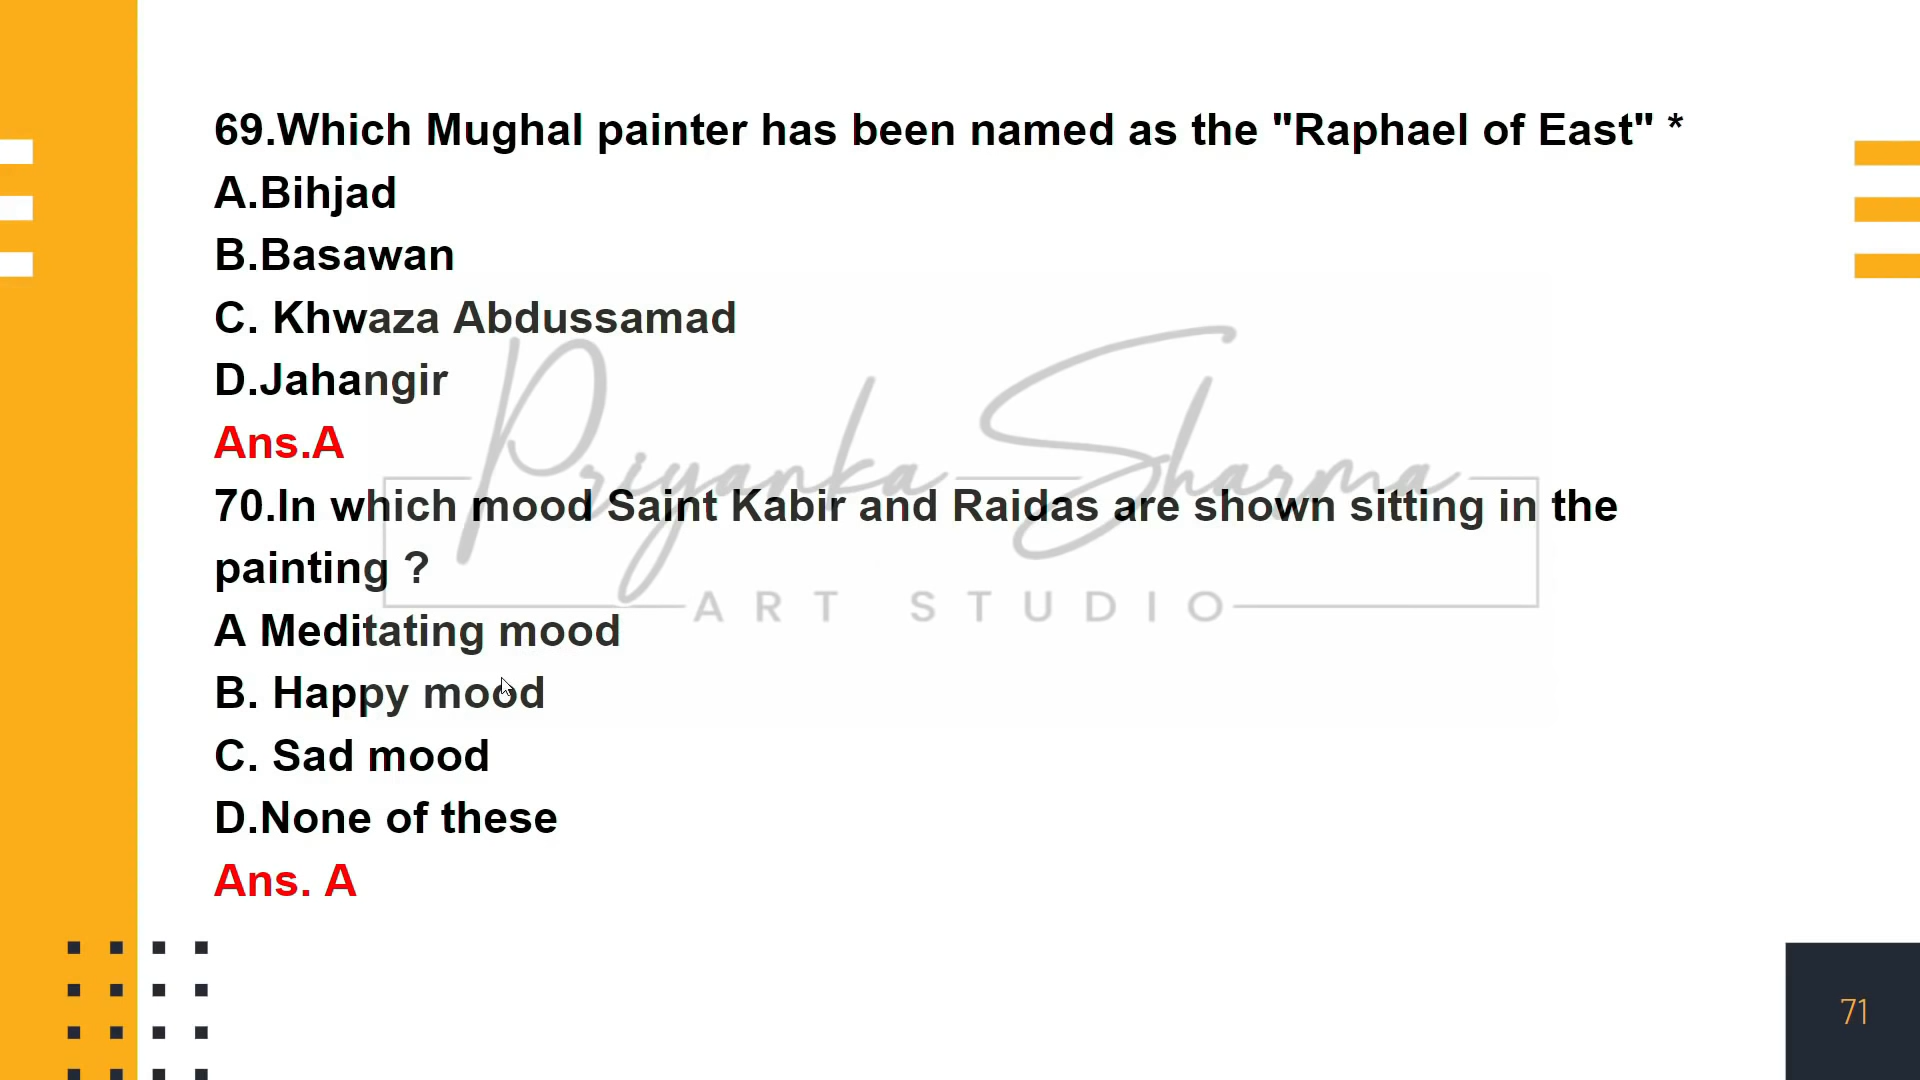 69.Which Mughal painter has been named as the "Raphael of East" *
A.Bihjad
B.Basawan
C. Khwaza Abdussamad
D.Jahangir
Ans.A
70.In which mood Saint Kabir and Raidas are shown sitting in the
painting ?
A Meditating mood
B. Happy mood
C. Sad mood
D.None of these
Ans. A
Priyanka Sharma
ART STUDIO
71